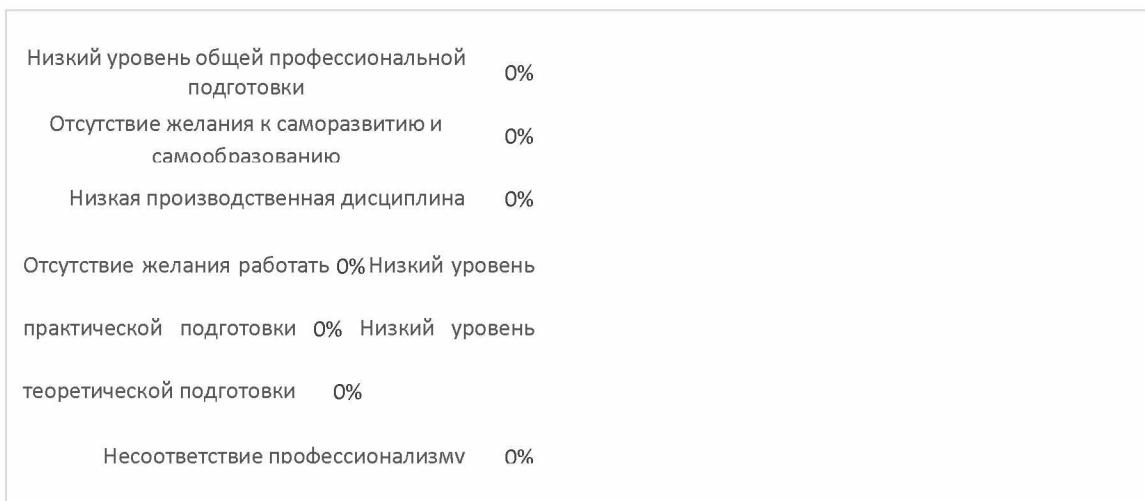 Низкий уровень общей профессиональной
подготовки 0%
Отсутствие желания к саморазвитию и
самообразованию 0%
Низкая производственная дисциплина 0%
Отсутствие желания работать 0% Низкий уровень
практической подготовки 0% Низкий уровень
теоретической подготовки 0%
Несоответствие профессионализму 0%